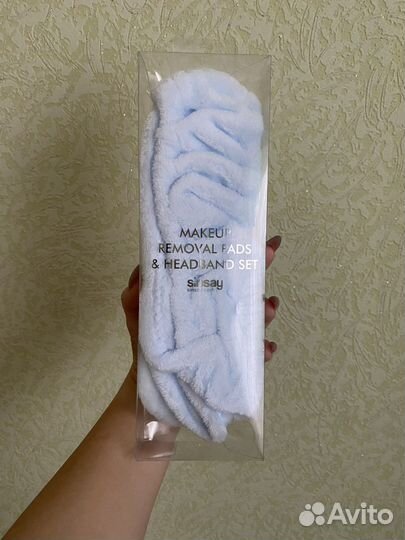 MAKEUP
REMOVAL PADS
& HEADBAND SET
sinsay
Avito